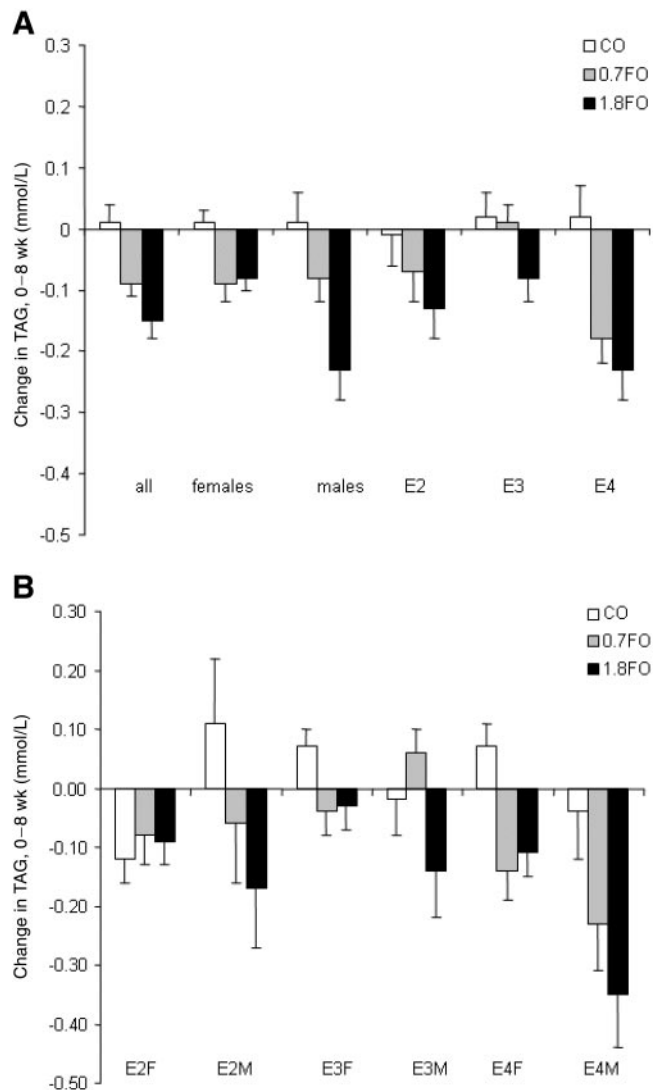 A
0.3
0.2
0.1
0
-0.1
-0.2
-0.3
-0.4
-0.5
Change in TAG, 0–8 wk (mmol/L)
CO
0.7FO
1.8FO
all females males E2 E3 E4
B
0.30
0.20
0.10
0.00
-0.10
-0.20
-0.30
-0.40
-0.50
Change in TAG, 0–8 wk (mmol/L)
CO
0.7FO
1.8FO
E2F E2M E3F E3M E4F E4M